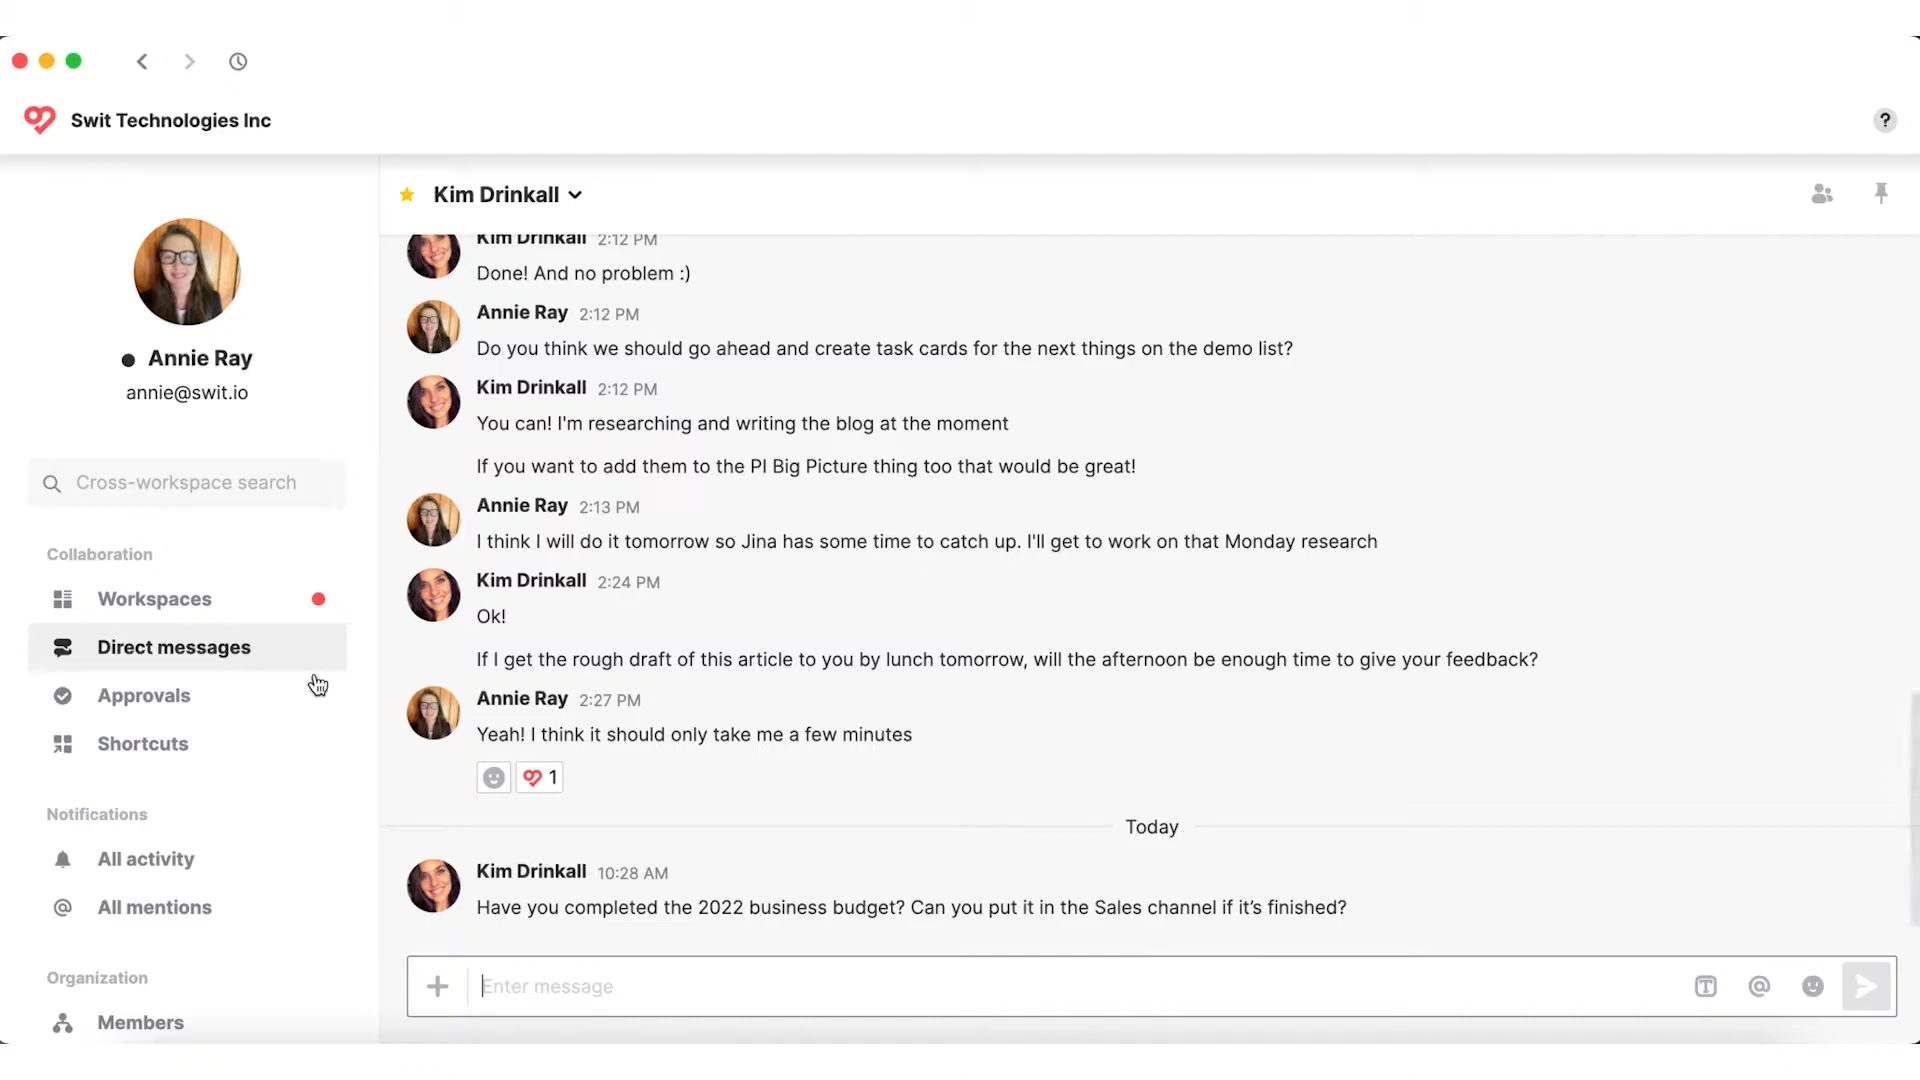 Swit Technologies Inc
?
Annie Ray
annie@swit.io
Cross-workspace search
Collaboration
Workspaces
Direct messages
Approvals
Shortcuts
Notifications
All activity
@ All mentions
Organization
Members
Kim Drinkall
Kim Drinkall 2:12 PM
Done! And no problem :)
Annie Ray 2:12 PM
Do you think we should go ahead and create task cards for the next things on the demo list?
Kim Drinkall 2:12 PM
You can! I'm researching and writing the blog at the moment
If you want to add them to the PI Big Picture thing too that would be great!
Annie Ray 2:13 PM
I think I will do it tomorrow so Jina has some time to catch up. I'll get to work on that Monday research
Kim Drinkall 2:24 PM
Ok!
If I get the rough draft of this article to you by lunch tomorrow, will the afternoon be enough time to give your feedback?
Annie Ray 2:27 PM
Yeah! I think it should only take me a few minutes
1
Today
Kim Drinkall 10:28 AM
Have you completed the 2022 business budget? Can you put it in the Sales channel if it’s finished?
Enter message
T @